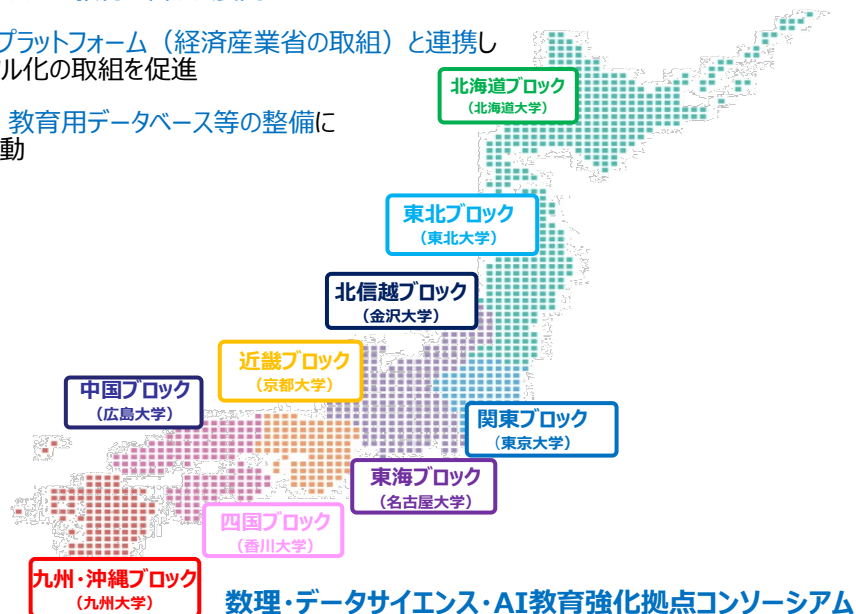 プラットフォーム（経済産業省の取組）と連携し
ル化の取組を促進
教育用データベース等の整備に
動
北海道ブロック
（北海道大学）
東北ブロック
（東北大学）
北信越ブロック
（金沢大学）
近畿ブロック
（京都大学）
中国ブロック
（広島大学）
関東ブロック
（東京大学）
東海ブロック
（名古屋大学）
四国ブロック
（香川大学）
九州・沖縄ブロック
（九州大学）
数理・データサイエンス・AI教育強化拠点コンソーシアム